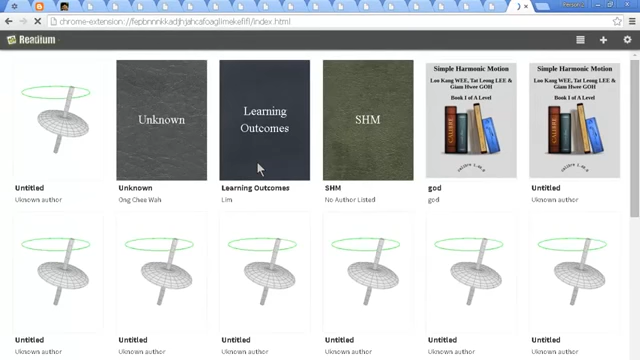 chrome-extension://fepbnnnkkadjhjahcafoaglimekefifl/index.html
Readium
Unknown
Learning
Outcomes
SHM
Simple Harmonic Motion
Loo Kang WEE, Tat Leong LEE &
Giam Hwee GOH
Book I of A Level
CALIBRE
calibre
Simple Harmonic Motion
Loo Kang WEE, Tat Leong LEE &
Giam Hwee GOH
Book I of A Level
CALIBRE
calibre
Untitled
Unknown
Learning Outcomes
SHM
god
Untitled
Uknown author
Ong Chee Wah
Lim
No Author Listed
god
Uknown author
Untitled
Untitled
Untitled
Untitled
Untitled
Untitled
Uknown author
Uknown author
Uknown author
Uknown author
Uknown author
Uknown author